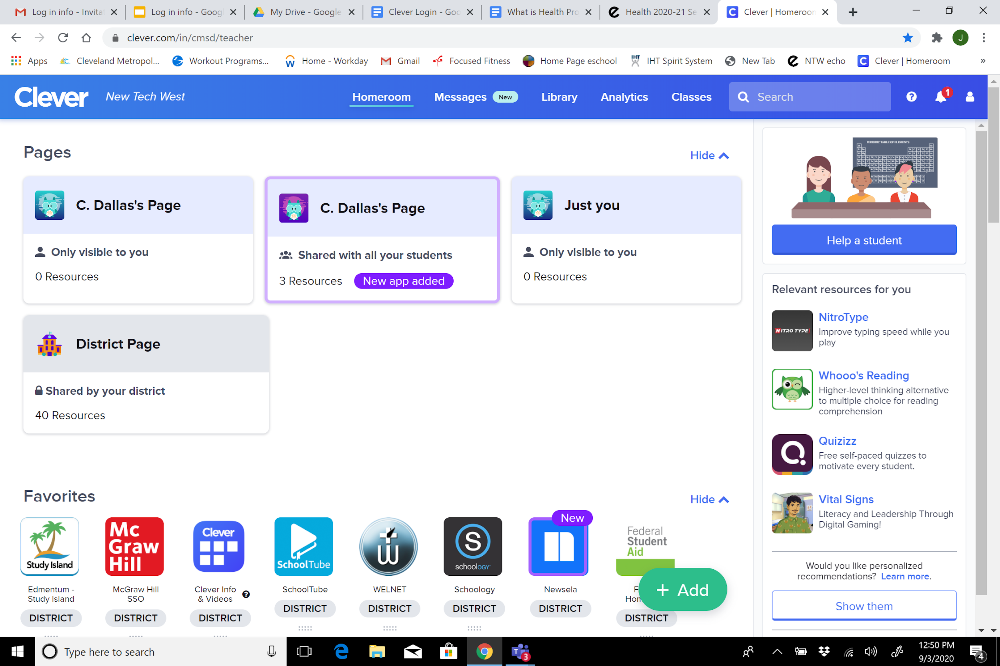 Log in info - Invita
Log in info - Goog
My Drive - Google
Clever Login - Goo
What is Health Pro
Health 2020-21 Se
Clever | Homeroom
clever.com/in/cmsd/teacher
J
Apps
Cleveland Metropol...
Workout Programs...
Home - Workday
Gmail
Focused Fitness
Home Page eschool
IHT Spirit System
New Tab
NTW echo
Clever | Homeroom
»
Clever
New Tech West
Homeroom
Messages
New
Library
Analytics
Classes
Search
1
Pages
Hide
C. Dallas's Page
Only visible to you
0 Resources
C. Dallas's Page
Shared with all your students
3 Resources
New app added
Just you
Only visible to you
0 Resources
District Page
Shared by your district
40 Resources
PERIODIC TABLE OF ELEMENTS
Help a student
Relevant resources for you
NITRO TYPE
NitroType
Improve typing speed while you
play
Whooo's Reading
Higher-level thinking alternative
to multiple choice for reading
comprehension
Quizizz
Free self-paced quizzes to
motivate every student.
Vital Signs
Literacy and Leadership Through
Digital Gaming!
Would you like personalized
recommendations? Learn more.
Show them
Favorites
Hide
Study Island
Edmentum -
Study Island
DISTRICT
Mc
Graw
Hill
McGraw Hill
SSO
DISTRICT
Clever
Clever Info
& Videos
DISTRICT
SchoolTube
SchoolTube
DISTRICT
WELNET
DISTRICT
S
schoology
Schoology
DISTRICT
New
Newsela
DISTRICT
Federal
Student
Aid
F
Hom
DISTRICT
+ Add
Type here to search
3
12:50 PM
9/3/2020
4